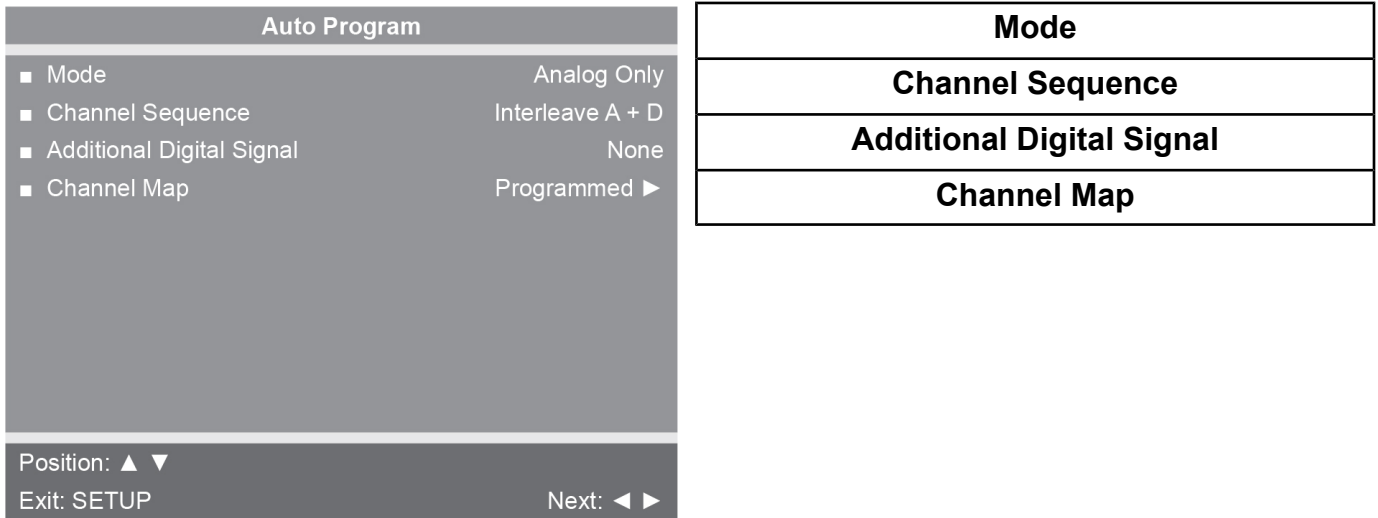 Auto Program
■ Mode Analog Only
■ Channel Sequence Interleave A + D
■ Additional Digital Signal None
■ Channel Map Programmed ►
Position: ▲ ▼
Exit: SETUP Next: ◄ ►
Mode
Channel Sequence
Additional Digital Signal
Channel Map